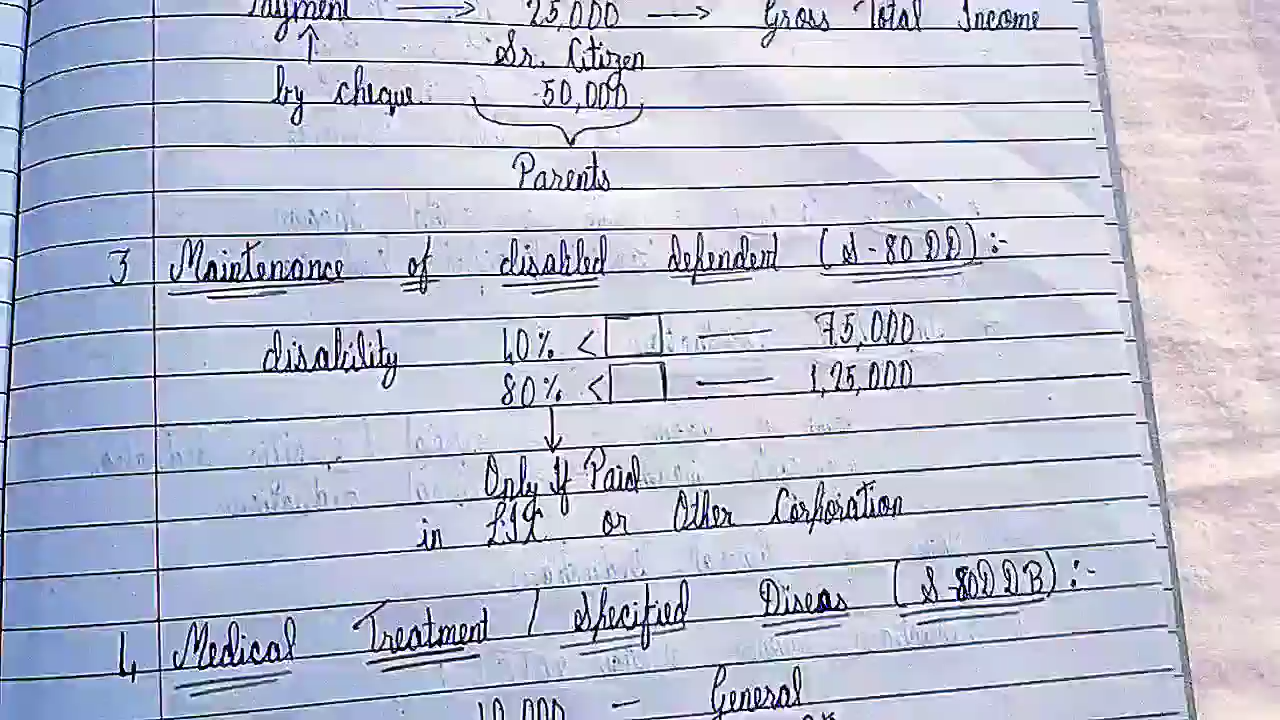 Payment → 25,000 → Gross Total Income
Sr. Citizen
by cheque 50,000
Parents
3 Maintenance of disabled dependent (S-80DD):-
disability 40% < 75,000
80% < 1,25,000
Only If Paid
in LIC or Other Corporation
4 Medical Treatment / Specified Diseas (S-80DDB):-
10,000 — General